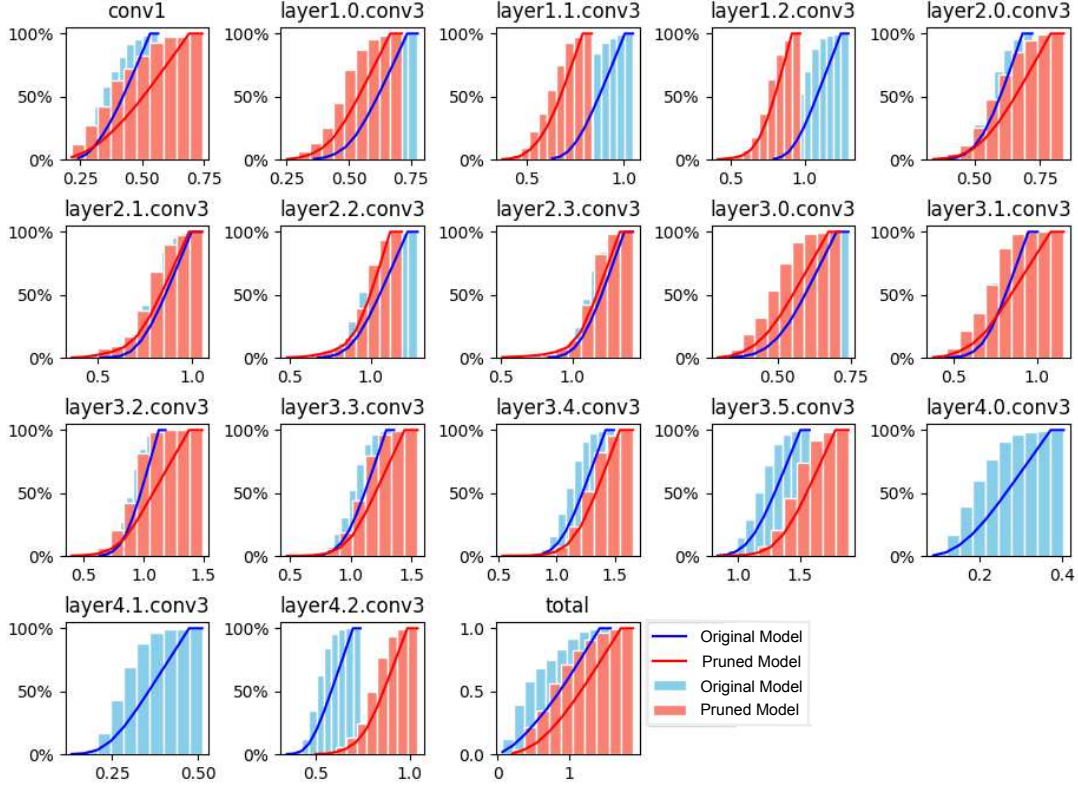 conv1 layer1.0.conv3 layer1.1.conv3 layer1.2.conv3 layer2.0.conv3
100% 100% 100% 100% 100%
50% 50% 50% 50% 50%
0% 0% 0% 0% 0%
0.25 0.50 0.75 0.25 0.50 0.75 0.5 1.0 0.5 1.0 0.50 0.75
layer2.1.conv3 layer2.2.conv3 layer2.3.conv3 layer3.0.conv3 layer3.1.conv3
100% 100% 100% 100% 100%
50% 50% 50% 50% 50%
0% 0% 0% 0% 0%
0.5 1.0 0.5 1.0 0.5 1.0 0.50 0.75 0.5 1.0
layer3.2.conv3 layer3.3.conv3 layer3.4.conv3 layer3.5.conv3 layer4.0.conv3
100% 100% 100% 100% 100%
50% 50% 50% 50% 50%
0% 0% 0% 0% 0%
0.5 1.0 1.5 0.5 1.0 1.5 0.5 1.0 1.5 1.0 1.5 0.2 0.4
layer4.1.conv3 layer4.2.conv3 total
100% 100% 1.0 Original Model
Pruned Model
50% 50% 0.5 Original Model
Pruned Model
0% 0% 0.0
0.25 0.50 0.5 1.0 0 1